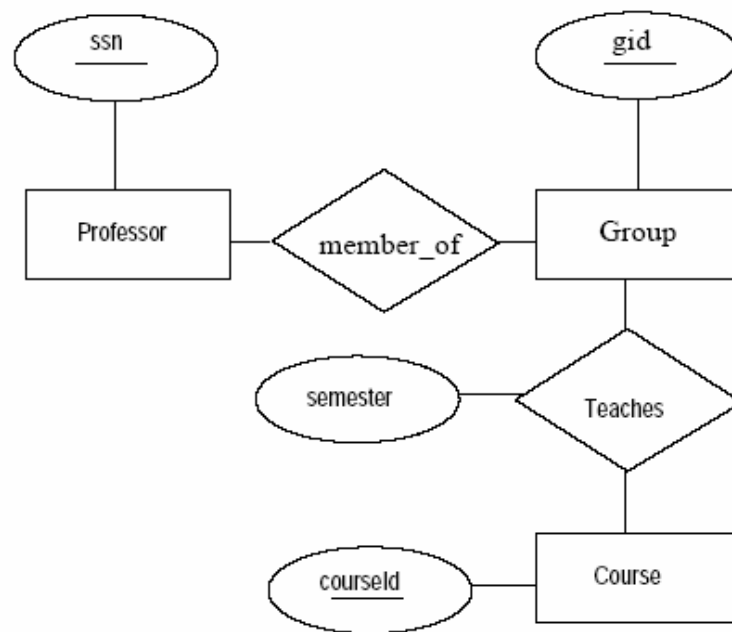 ssn
gid
Professor
member_of
Group
semester
Teaches
courseId
Course